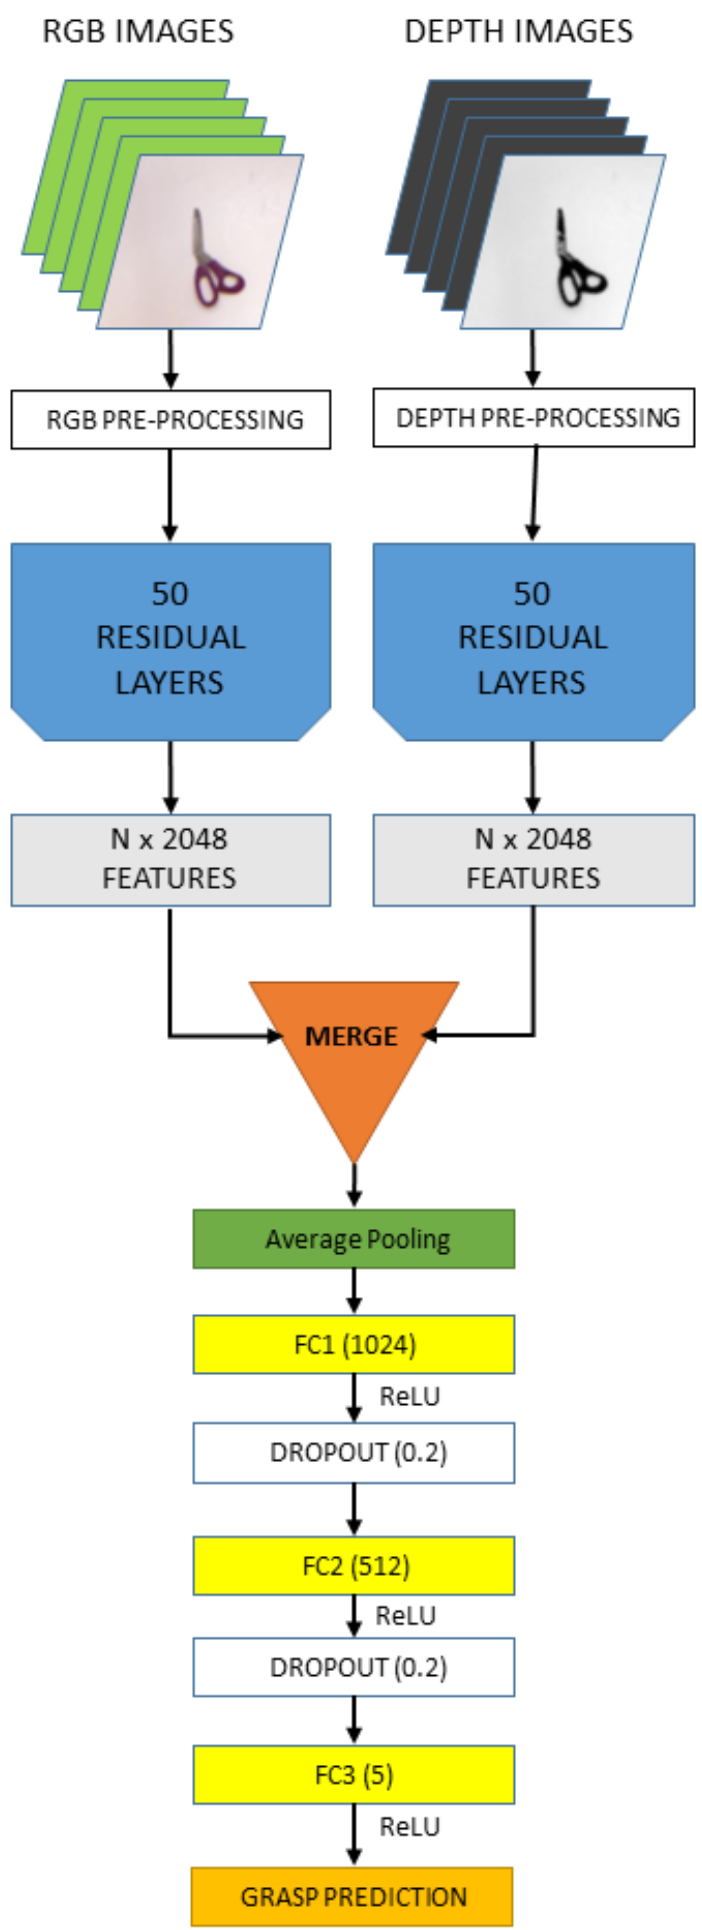 RGB IMAGES
DEPTH IMAGES
RGB PRE-PROCESSING
DEPTH PRE-PROCESSING
50
RESIDUAL
LAYERS
50
RESIDUAL
LAYERS
N x 2048
FEATURES
N x 2048
FEATURES
MERGE
Average Pooling
FC1 (1024)
ReLU
DROPOUT (0.2)
FC2 (512)
ReLU
DROPOUT (0.2)
FC3 (5)
ReLU
GRASP PREDICTION